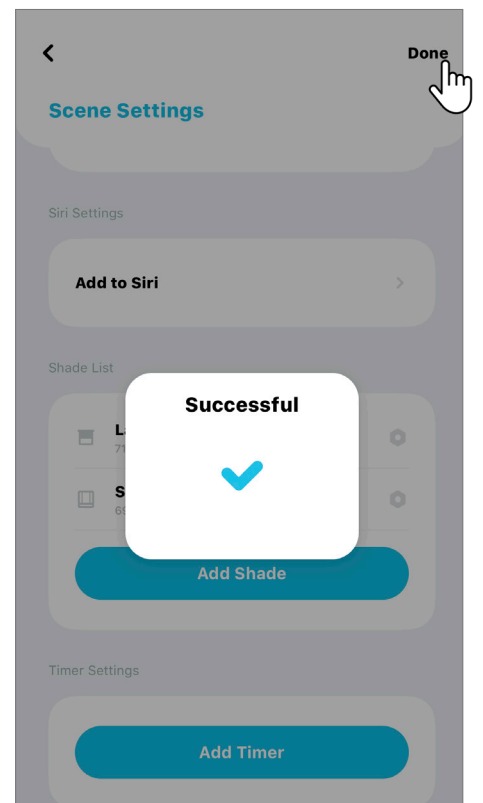 Done
Scene Settings
Siri Settings
Add to Siri
Shade List
Successful
Add Shade
Timer Settings
Add Timer